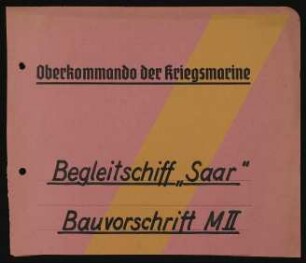 Oberkommando der Kriegsmarine
Begleitschiff „Saar"
Bauvorschrift M II